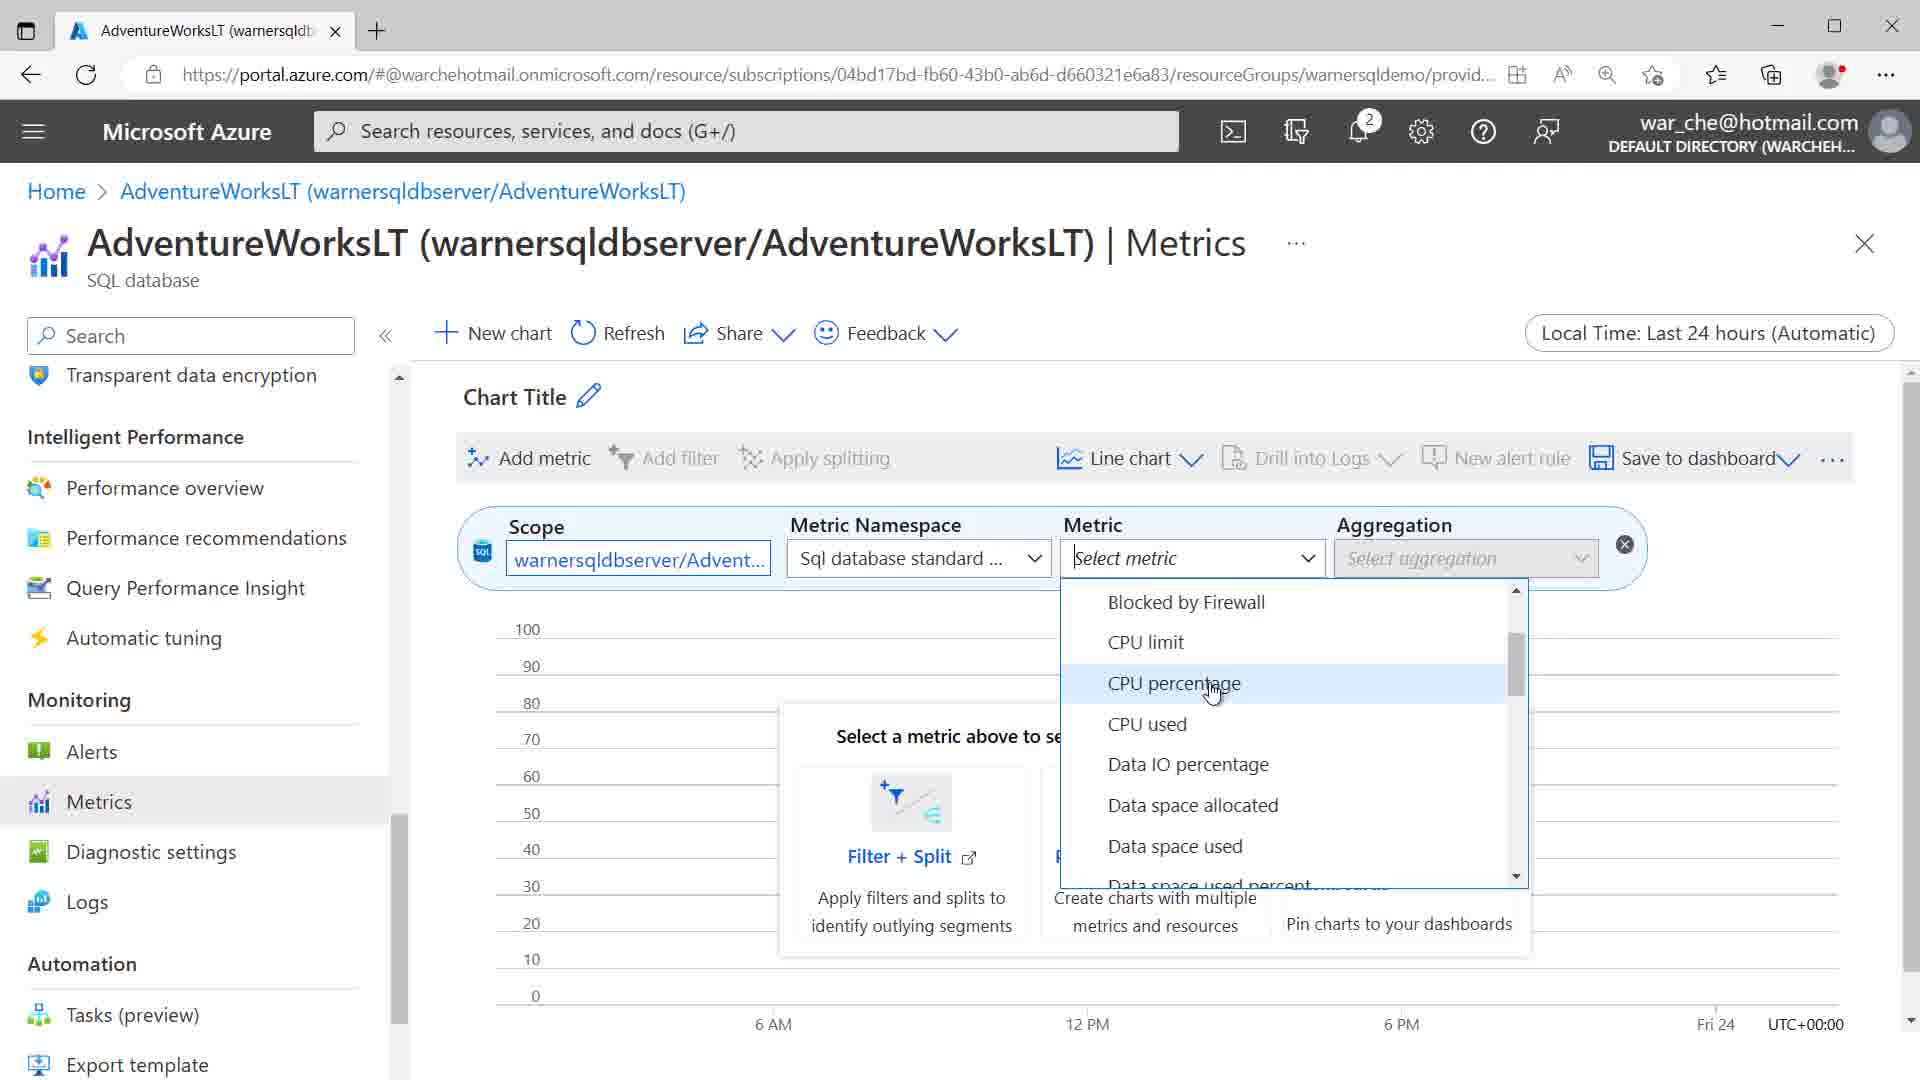 AdventureWorksLT (warnersqldb
https://portal.azure.com/#@warchehotmail.onmicrosoft.com/resource/subscriptions/04bd17bd-fb60-43b0-ab6d-d660321e6a83/resourceGroups/warnersqldemo/provid...
Microsoft Azure
Search resources, services, and docs (G+/)
2
war_che@hotmail.com
DEFAULT DIRECTORY (WARCHEH...
Home > AdventureWorksLT (warnersqldbserver/AdventureWorksLT)
AdventureWorksLT (warnersqldbserver/AdventureWorksLT) | Metrics ...
SQL database
Search
«
New chart
Refresh
Share
Feedback
Local Time: Last 24 hours (Automatic)
Transparent data encryption
Intelligent Performance
Performance overview
Performance recommendations
Query Performance Insight
Automatic tuning
Monitoring
Alerts
Metrics
Diagnostic settings
Logs
Automation
Tasks (preview)
Export template
Chart Title
Add metric
Add filter
Apply splitting
Line chart
Drill into Logs
New alert rule
Save to dashboard
...
Scope
SQL
warnersqldbserver/Advent...
Metric Namespace
Sql database standard ...
Metric
Select metric
Aggregation
Select aggregation
Blocked by Firewall
CPU limit
CPU percentage
CPU used
Data IO percentage
Data space allocated
Data space used
Data space used percent
100
90
80
70
60
50
40
30
20
10
0
Select a metric above to se
Filter + Split
Apply filters and splits to
identify outlying segments
Create charts with multiple
metrics and resources
Pin charts to your dashboards
6 AM
12 PM
6 PM
Fri 24
UTC+00:00